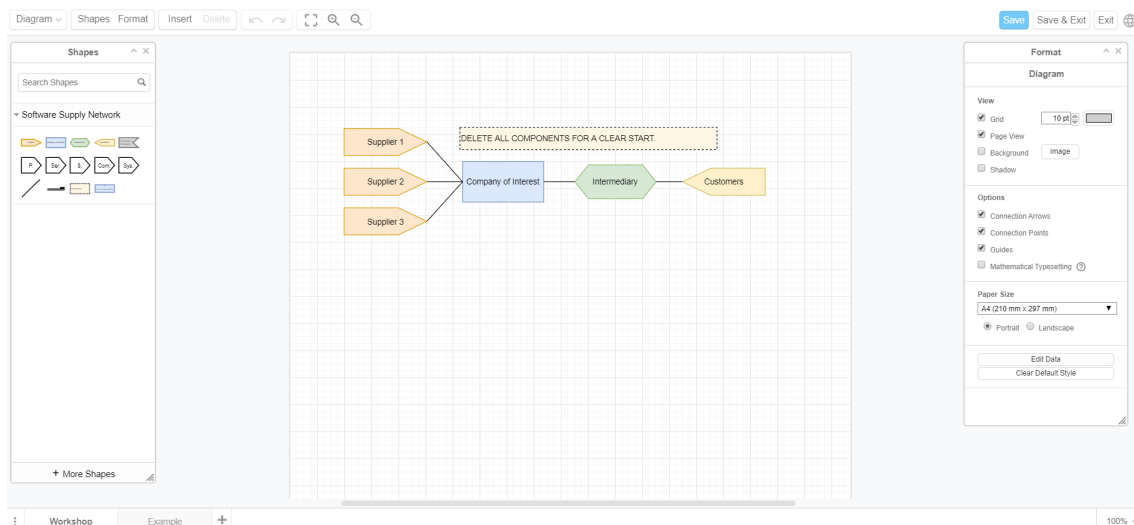 Diagram
Shapes Format
Insert Delete
Save
Save & Exit
Exit
Shapes
Search Shapes
Software Supply Network
P. Ser. S. Com. Sys.
+ More Shapes
Supplier 1
DELETE ALL COMPONENTS FOR A CLEAR START.
Supplier 2
Company of Interest
Intermediary
Customers
Supplier 3
Format
Diagram
View
Grid 10 pt
Page View
Background Image
Shadow
Options
Connection Arrows
Connection Points
Guides
Mathematical Typesetting ?
Paper Size
A4 (210 mm x 297 mm)
Portrait Landscape
Edit Data
Clear Default Style
Workshop Example +
100%